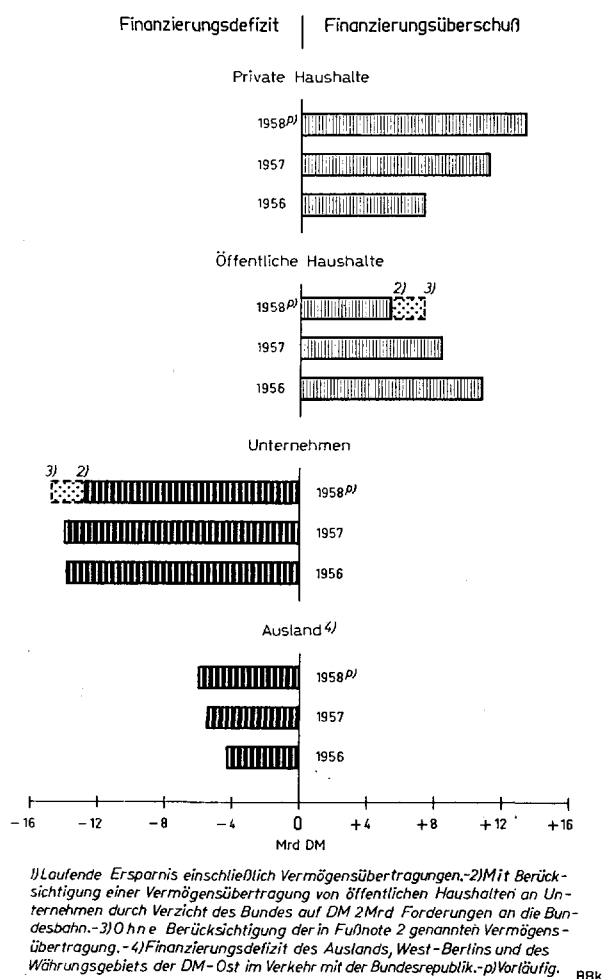 Finanzierungsdefizit | Finanzierungsüberschuß
Private Haushalte
1958p)
1957
1956
Öffentliche Haushalte
2) 3)
1958p)
1957
1956
Unternehmen
3) 2)
1958p)
1957
1956
Ausland4)
1958p)
1957
1956
-16 -12 -8 -4 0 +4 +8 +12 +16
Mrd DM
1)Laufende Ersparnis einschließlich Vermögensübertragungen.-2)Mit Berück-
sichtigung einer Vermögensübertragung von öffentlichen Haushalten an Un-
ternehmen durch Verzicht des Bundes auf DM 2Mrd Forderungen an die Bun-
desbahn.-3)Ohne Berücksichtigung der in Fußnote 2 genannten Vermögens-
übertragung.-4)Finanzierungsdefizit des Auslands, West-Berlins und des
Währungsgebiets der DM-Ost im Verkehr mit der Bundesrepublik.-p)Vorläufig.
BBk